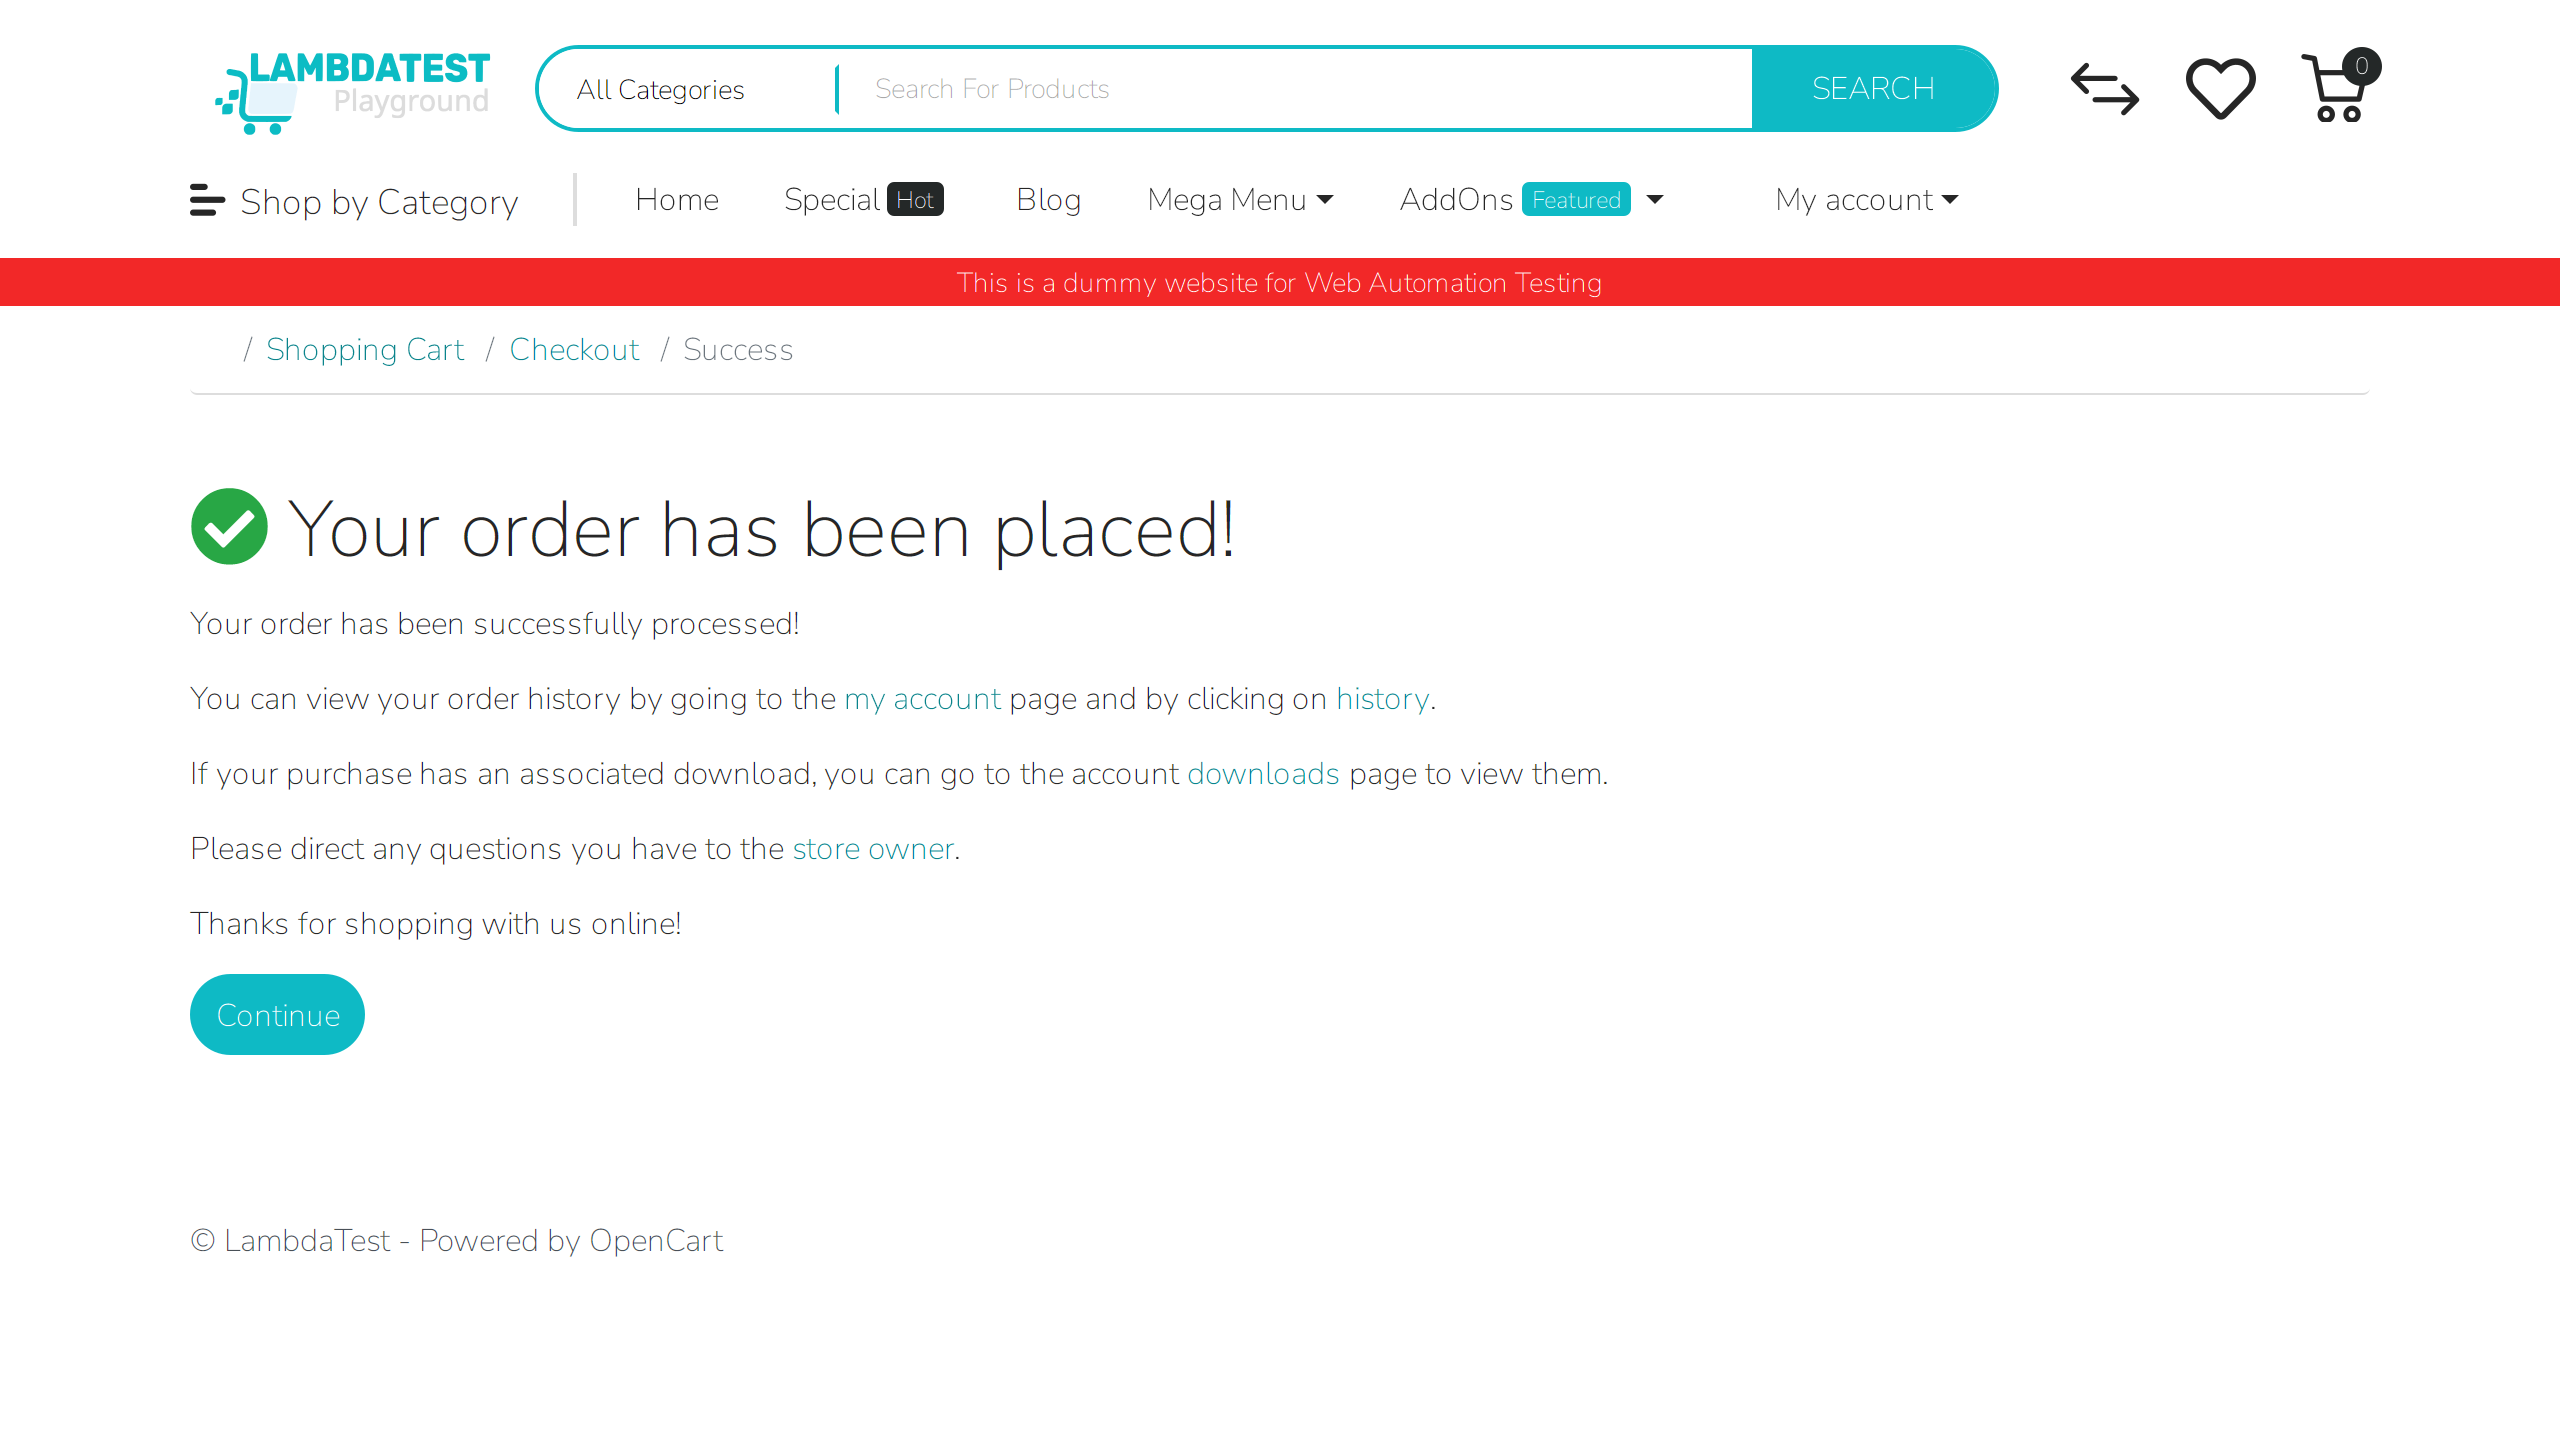 LAMBDATEST
Playground
All Categories
Search For Products
SEARCH
0
Shop by Category
Home
Special Hot
Blog
Mega Menu
AddOns Featured
My account
This is a dummy website for Web Automation Testing
/ Shopping Cart / Checkout / Success
Your order has been placed!
Your order has been successfully processed!
You can view your order history by going to the my account page and by clicking on history.
If your purchase has an associated download, you can go to the account downloads page to view them.
Please direct any questions you have to the store owner.
Thanks for shopping with us online!
Continue
© LambdaTest - Powered by OpenCart